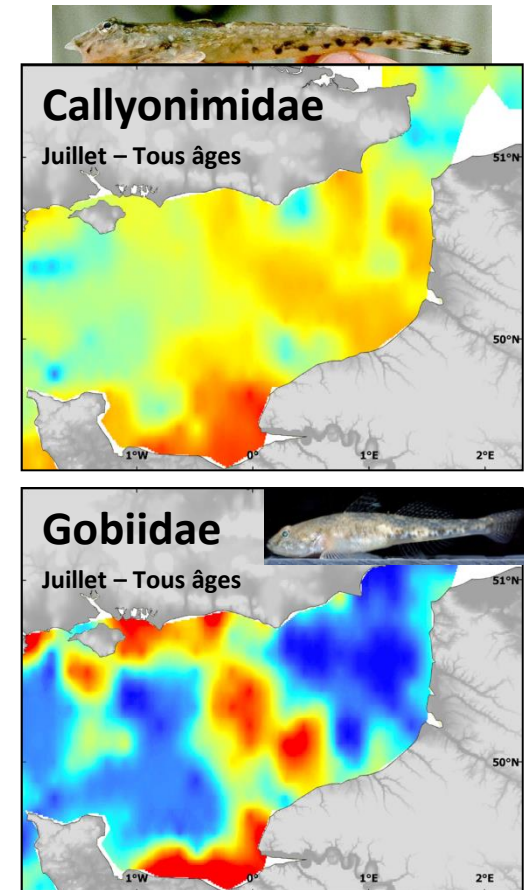 Callyonimidae
Juillet – Tous âges
51°N
50°N
1°W
0°
1°E
2°E
Gobiidae
Juillet – Tous âges
51°N
50°N
1°W
0°
1°E
2°E